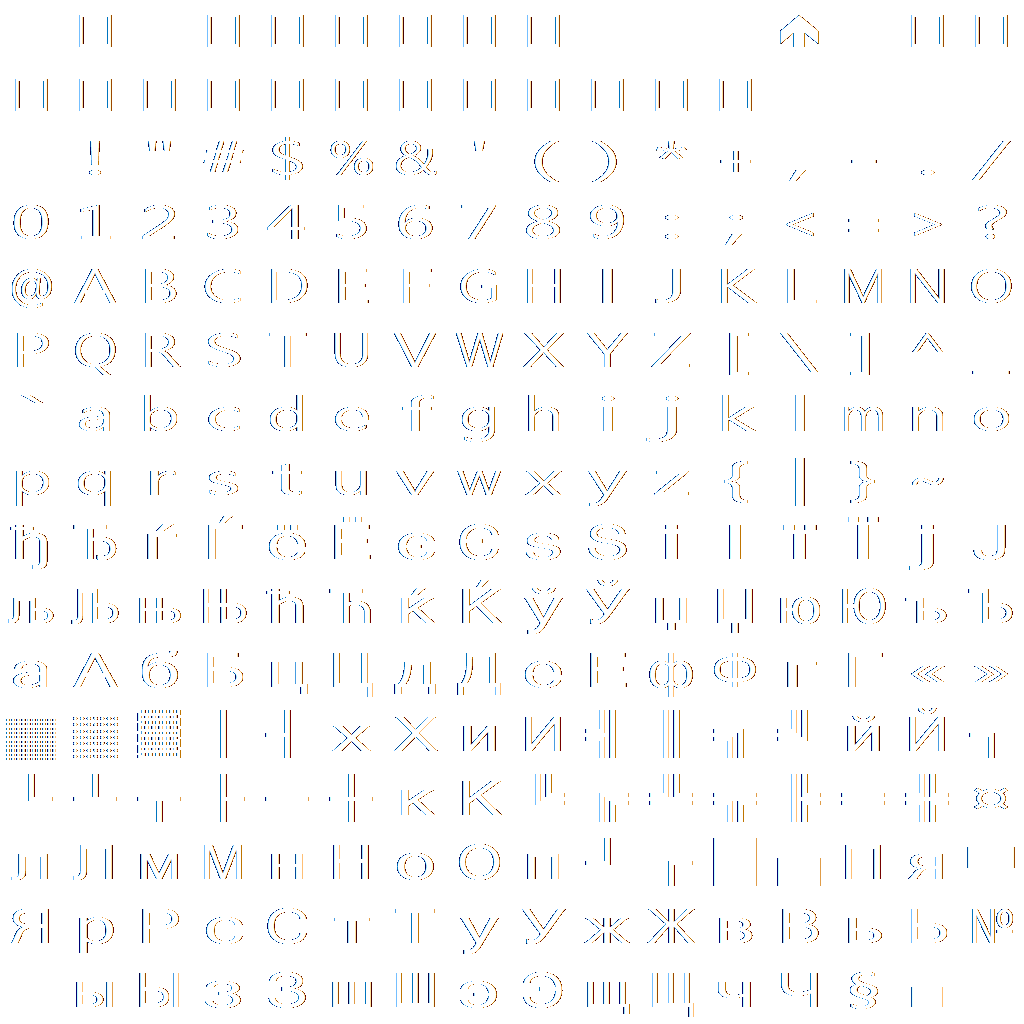 ! " # $ % & ' ( ) * + , - . /
0 1 2 3 4 5 6 7 8 9 : ; < = > ?
@ A B C D E F G H I J K L M N O
P Q R S T U V W X Y Z [ \ ] ^ _
` a b c d e f g h i j k l m n o
p q r s t u v w x y z { | } ~
ђ Ђ ѓ Ѓ ё Ё є Є ѕ Ѕ і І ї Ї ј Ј
љ Љ њ Њ ћ Ћ ќ Ќ ў Ў џ Џ ю Ю ъ Ъ
а А б Б ц Ц д Д е Е ф Ф г Г « »
░ ▒ ▓ │ ┤ х Х и И ╣ ║ ╗ ╝ й Й ┐
└ ┴ ┬ ├ ─ ┼ к К ╚ ╔ ╩ ╦ ╠ ═ ╬ ¤
л Л м М н Н о О п ┘ ┌ █ ▄ П я ▀
Я р Р с С т Т у У ж Ж в В ь Ь №
ы Ы з З ш Ш э Э щ Щ ч Ч § ■